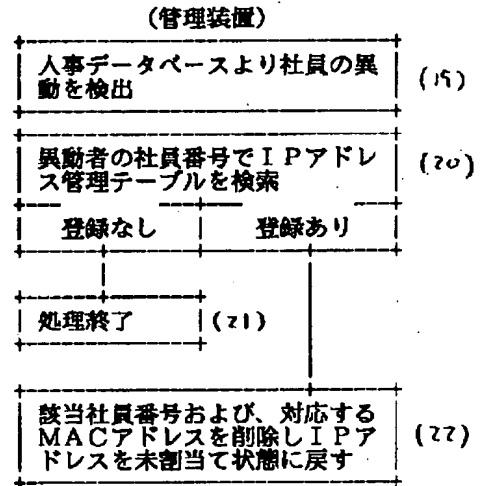 (管理装置)
人事データベースより社員の異
動を検出
(19)
異動者の社員番号でIPアドレ
ス管理テーブルを検索
(20)
登録なし 登録あり
処理終了
(21)
該当社員番号および、対応する
MACアドレスを削除しIPア
ドレスを未割当て状態に戻す
(22)